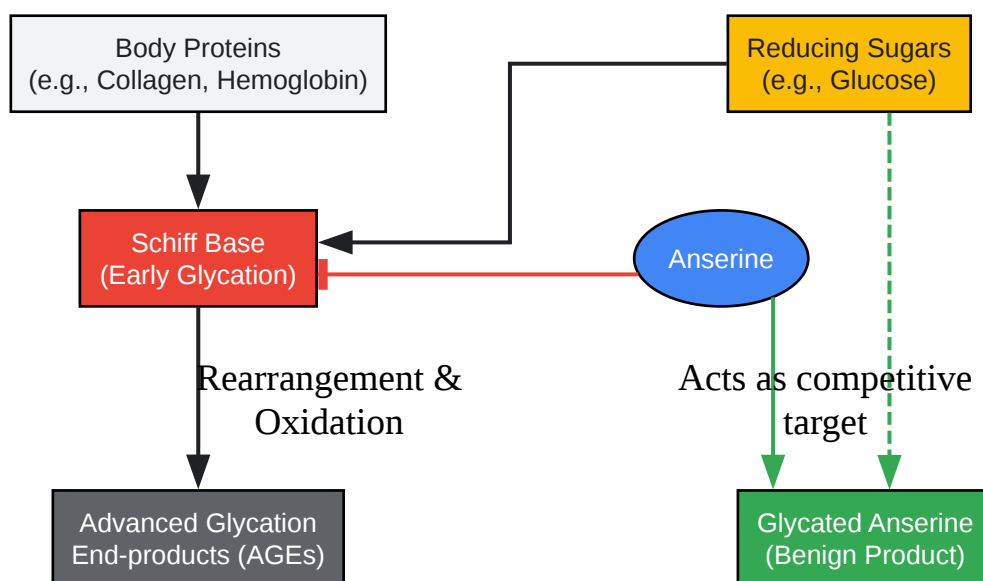 Body Proteins
(e.g., Collagen, Hemoglobin)
Reducing Sugars
(e.g., Glucose)
Schiff Base
(Early Glycation)
Anserine
Rearrangement &
Oxidation
Acts as competitive
target
Advanced Glycation
End-products (AGEs)
Glycated Anserine
(Benign Product)